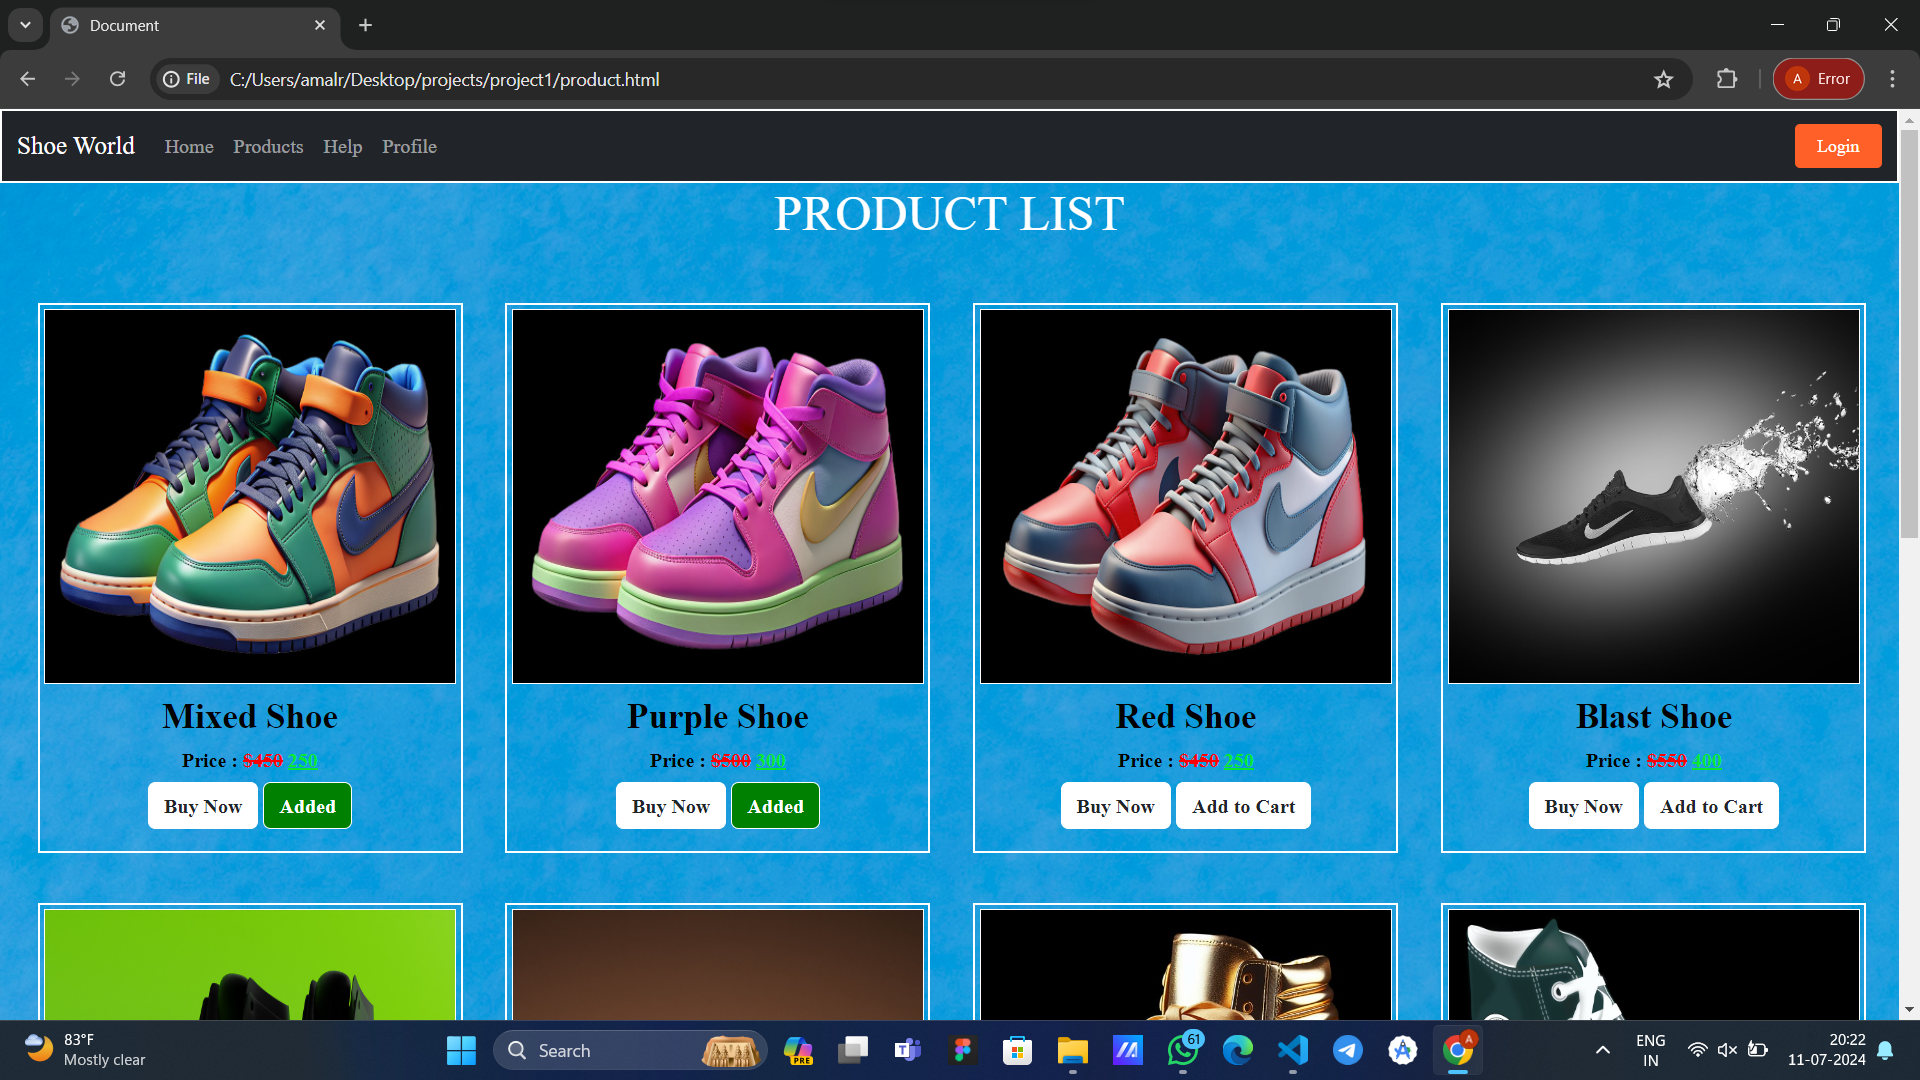 Document
File
C:/Users/amalr/Desktop/projects/project1/product.html
A Error
Shoe World Home Products Help Profile Login
PRODUCT LIST
Mixed Shoe
Price : $450 250
Buy Now Added
Purple Shoe
Price : $500 300
Buy Now Added
Red Shoe
Price : $450 250
Buy Now Add to Cart
Blast Shoe
Price : $550 400
Buy Now Add to Cart
83°F
Mostly clear
Search
PRE
61
A
ENG
IN
20:22
11-07-2024